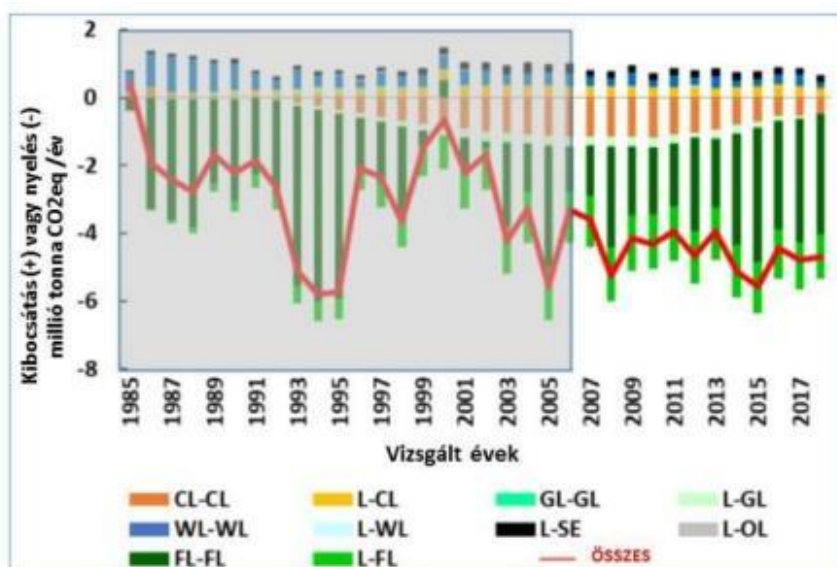 Kibocsátás (+) vagy nyelés (-)
millió tonna CO2eq /év
2
0
-2
-4
-6
-8
1985
1987
1989
1991
1993
1995
1997
1999
2001
2003
2005
2007
2009
2011
2013
2015
2017
Vizsgált évek
CL-CL
L-CL
GL-GL
L-GL
WL-WL
L-WL
L-SE
L-OL
FL-FL
L-FL
ÖSSZES